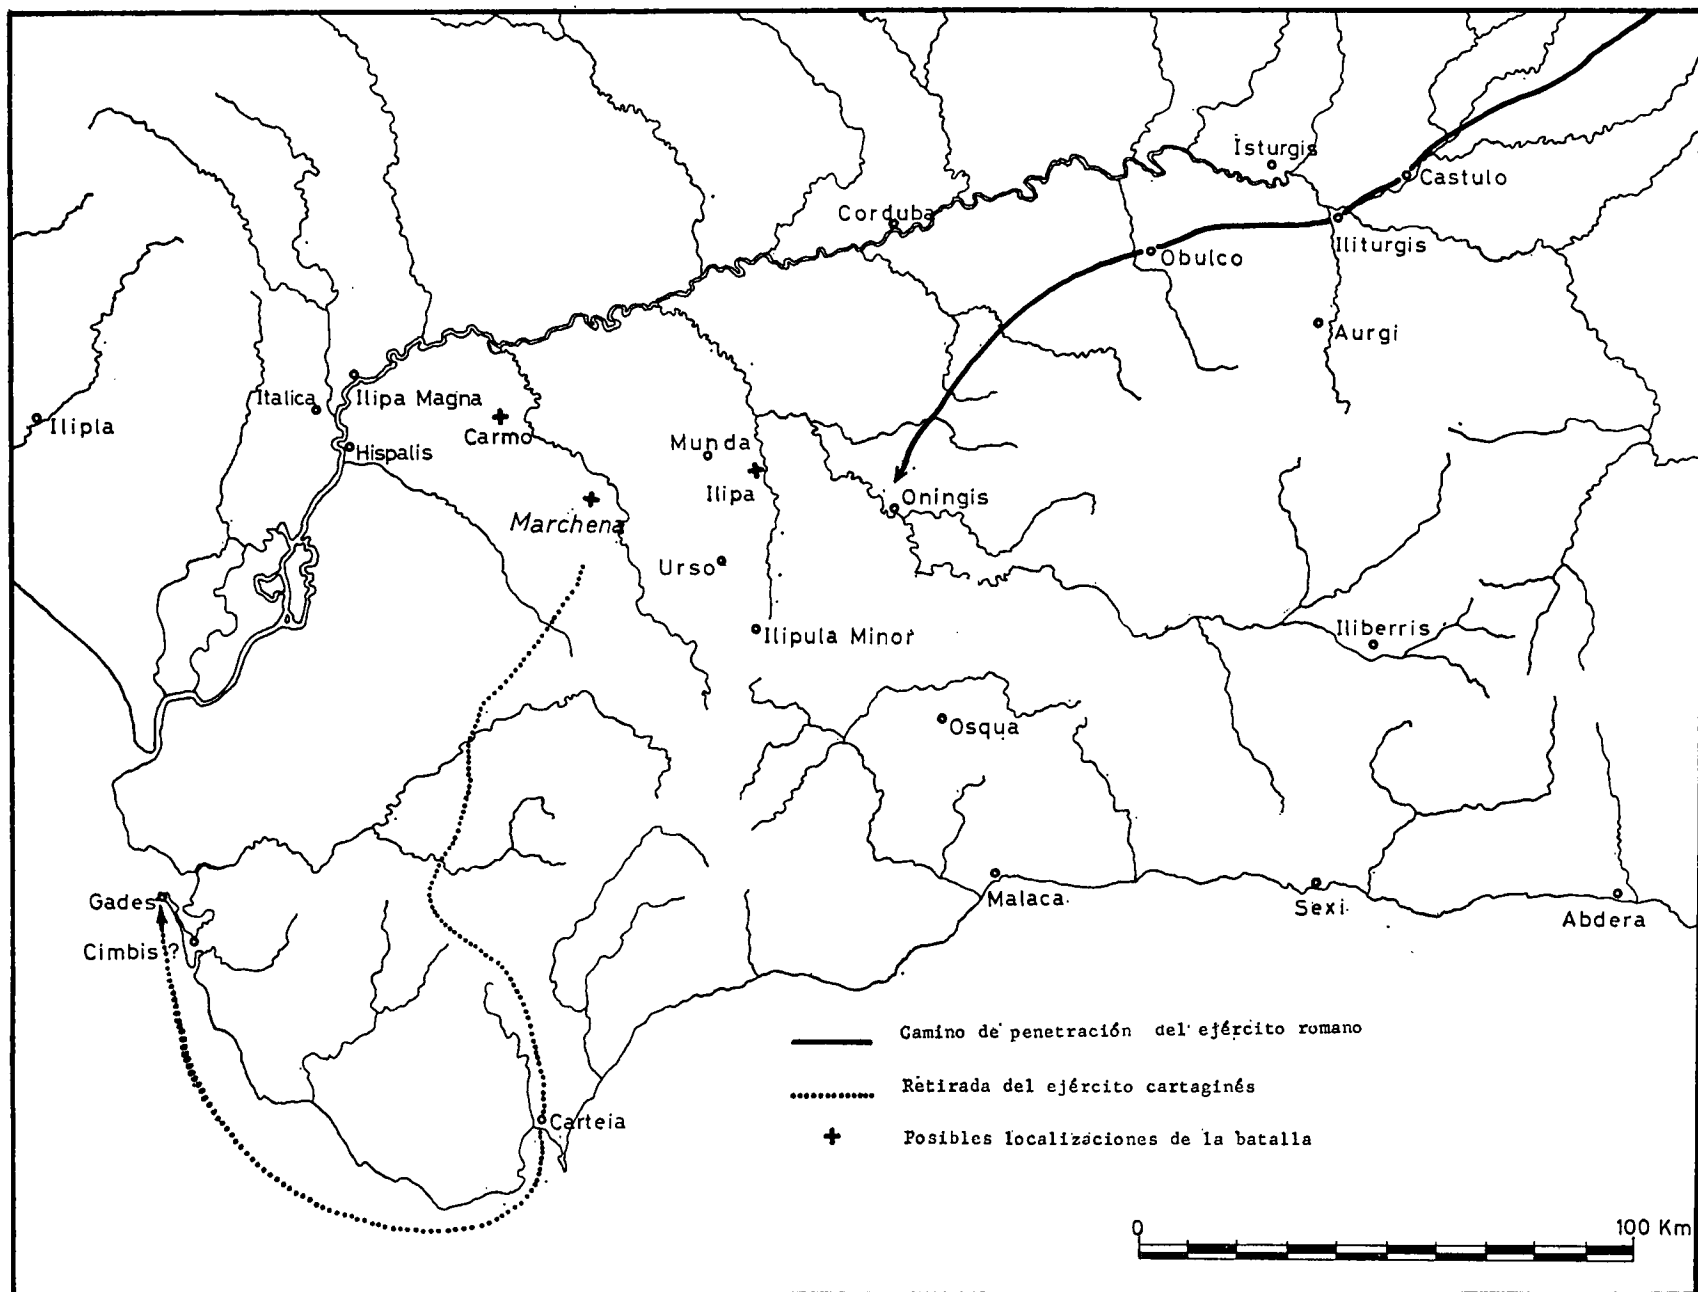 Isturgis
Castulo
Corduba
Iliturgis
Obulco
Aurgi
Italica
Ilipa Magna
Ilipla
Carmo
Munda
Hispalis
Ilipa
Oningis
Marchena
Urso
Ilipula Minor
Iliberris
Osqua
Gades
Malaca
Sexi
Abdera
Cimbis ?
Camino de penetración del ejército romano
Retirada del ejército cartaginés
Carteia
Posibles localizaciones de la batalla
0 100 Km